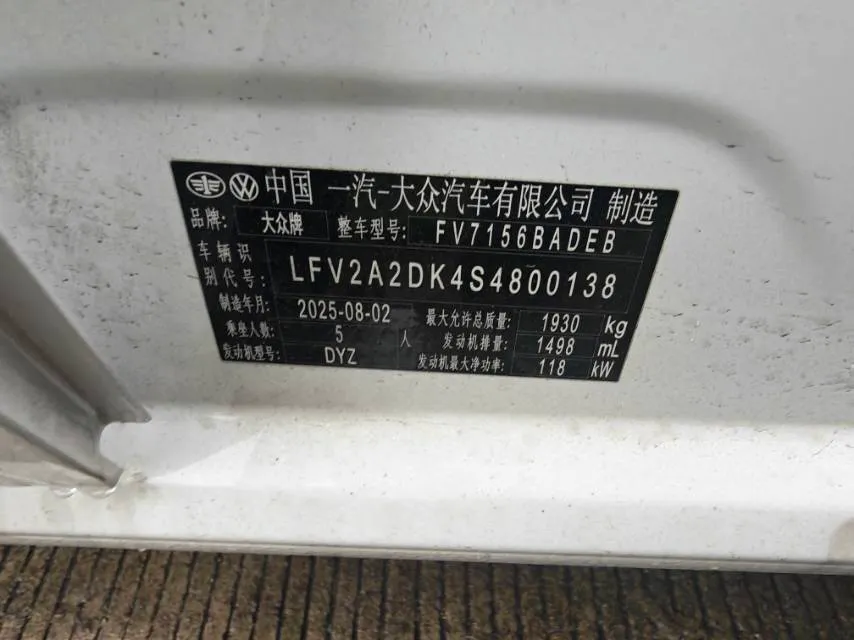 中国 一汽-大众汽车有限公司 制造
品牌: 大众牌 整车型号: FV7156BADEB
车辆识
别代号: LFV2A2DK4S4800138
制造年月: 2025-08-02 最大允许总质量: 1930 kg
乘坐人数: 5 人 发动机排量: 1498 mL
发动机型号: DYZ 发动机最大净功率: 118 kW